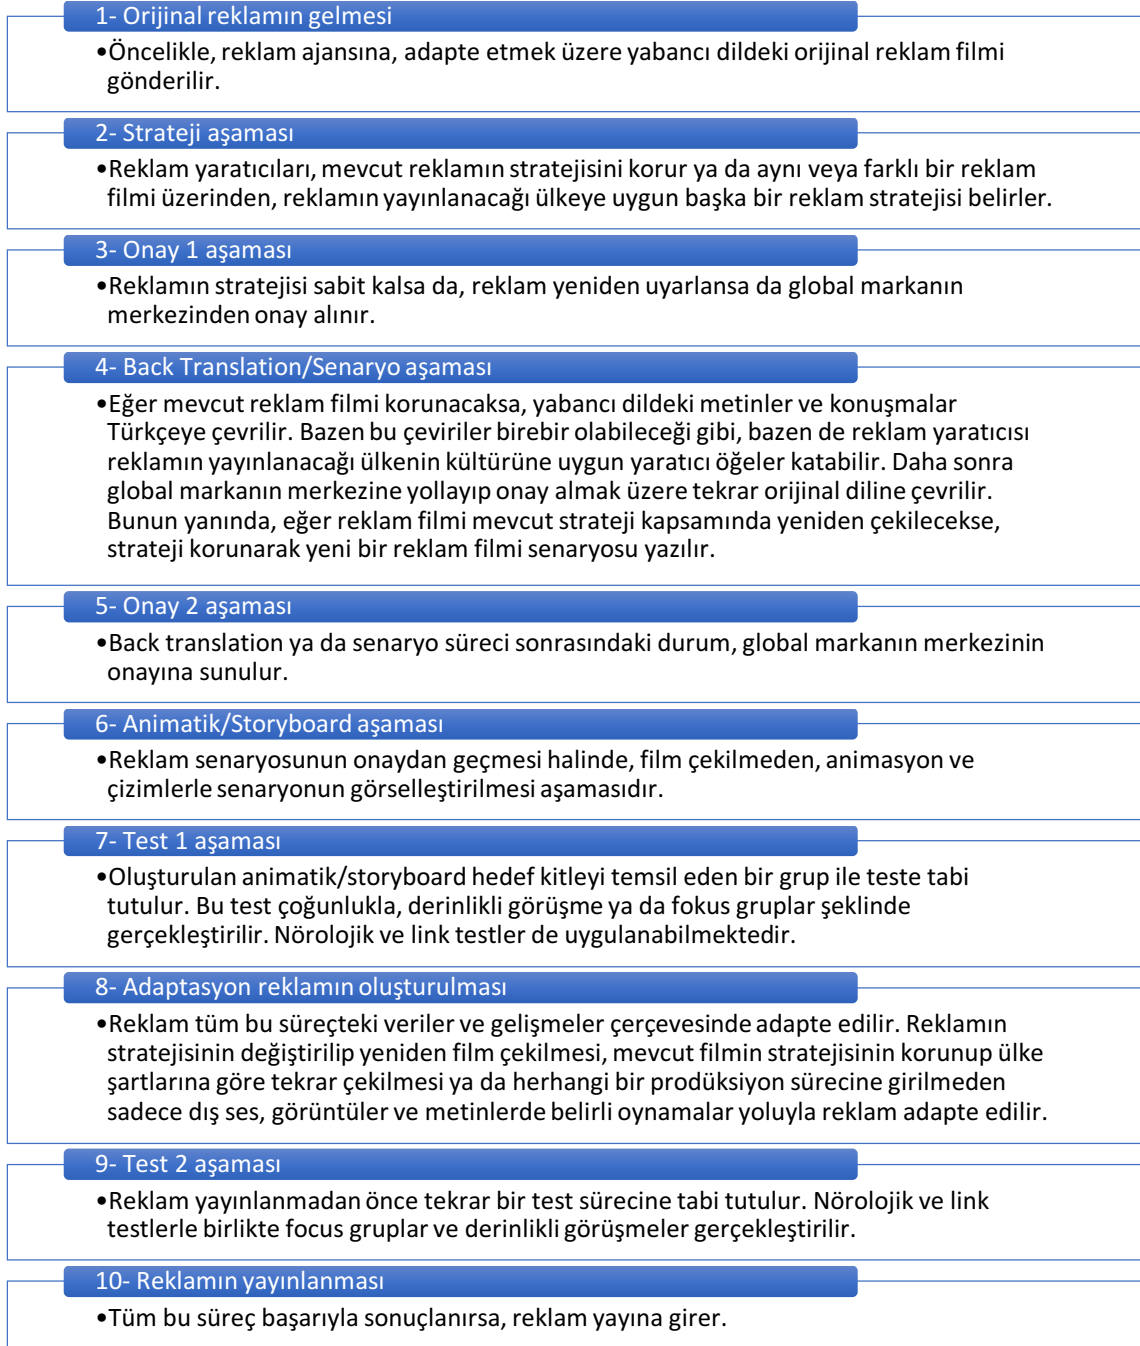 1- Orijinal reklamın gelmesi
•Öncelikle, reklam ajansına, adapte etmek üzere yabancı dildeki orijinal reklam filmi
gönderilir.
2- Strateji aşaması
•Reklam yaratıcıları, mevcut reklamın stratejisini korur ya da aynı veya farklı bir reklam
filmi üzerinden, reklamın yayınlanacağı ülkeye uygun başka bir reklam stratejisi belirler.
3- Onay 1 aşaması
•Reklamın stratejisi sabit kalsa da, reklam yeniden uyarlansa da global markanın
merkezinden onay alınır.
4- Back Translation/Senaryo aşaması
•Eğer mevcut reklam filmi korunacaksa, yabancı dildeki metinler ve konuşmalar
Türkçeye çevrilir. Bazen bu çeviriler birebir olabileceği gibi, bazen de reklam yaratıcısı
reklamın yayınlanacağı ülkenin kültürüne uygun yaratıcı öğeler katabilir. Daha sonra
global markanın merkezine yollayıp onay almak üzere tekrar orijinal diline çevrilir.
Bunun yanında, eğer reklam filmi mevcut strateji kapsamında yeniden çekilecekse,
strateji korunarak yeni bir reklam filmi senaryosu yazılır.
5- Onay 2 aşaması
•Back translation ya da senaryo süreci sonrasındaki durum, global markanın merkezinin
onayına sunulur.
6- Animatik/Storyboard aşaması
•Reklam senaryosunun onaydan geçmesi halinde, film çekilmeden, animasyon ve
çizimlerle senaryonun görselleştirilmesi aşamasıdır.
7- Test 1 aşaması
•Oluşturulan animatik/storyboard hedef kitleyi temsil eden bir grup ile teste tabi
tutulur. Bu test çoğunlukla, derinlikli görüşme ya da fokus gruplar şeklinde
gerçekleştirilir. Nörolojik ve link testler de uygulanabilmektedir.
8- Adaptasyon reklamın oluşturulması
•Reklam tüm bu süreçteki veriler ve gelişmeler çerçevesinde adapte edilir. Reklamın
stratejisinin değiştirilip yeniden film çekilmesi, mevcut filmin stratejisinin korunup ülke
şartlarına göre tekrar çekilmesi ya da herhangi bir prodüksiyon sürecine girilmeden
sadece dış ses, görüntüler ve metinlerde belirli oynamalar yoluyla reklam adapte edilir.
9- Test 2 aşaması
•Reklam yayınlanmadan önce tekrar bir test sürecine tabi tutulur. Nörolojik ve link
testlerle birlikte focus gruplar ve derinlikli görüşmeler gerçekleştirilir.
10- Reklamın yayınlanması
•Tüm bu süreç başarıyla sonuçlanırsa, reklam yayına girer.